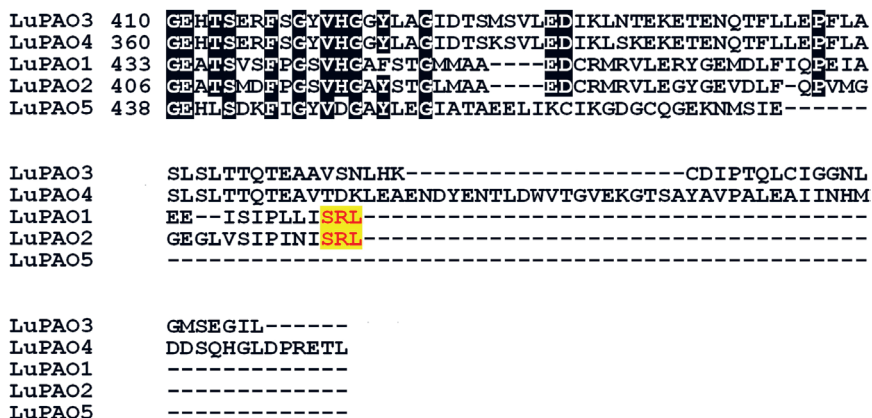 LuPAO3 410 GEHTSERFSGYVHGGYLAGIDTSMSVLEDIKLNTEKETENQTFLLEPFLA
LuPAO4 360 GEHTSERFSGYVHGGYLAGIDTSKSVLEDIKLSKEKETENQTFLLEPFLA
LuPAO1 433 GEATSVSFPGSVHGAFSTGMMAA----EDCRMRVLERYGEMDLFIQPEIA
LuPAO2 406 GEATSMDFPGSVHGAYSTGLMAA----EDCRMRVLEGYGEVDLF-QPVMG
LuPAO5 438 GEHLSDKFIGYVDGAYLEGIATAEELIKCIKGDGCQGEKNMSIE------
LuPAO3 SLSLTTQTEAAVSNLHK--------------------CDIPTQLCIGGNL
LuPAO4 SLSLTTQTEAVTDKLEAENDYENTLDWVTGVEKGTSAYAVPALEAIINHM
LuPAO1 EE--ISIPLLISRL------------------------------------
LuPAO2 GEGLVSIPINISRL------------------------------------
LuPAO5 --------------------------------------------------
LuPAO3 GMSEGIL------
LuPAO4 DDSQHGLDPRETL
LuPAO1 -------------
LuPAO2 -------------
LuPAO5 -------------